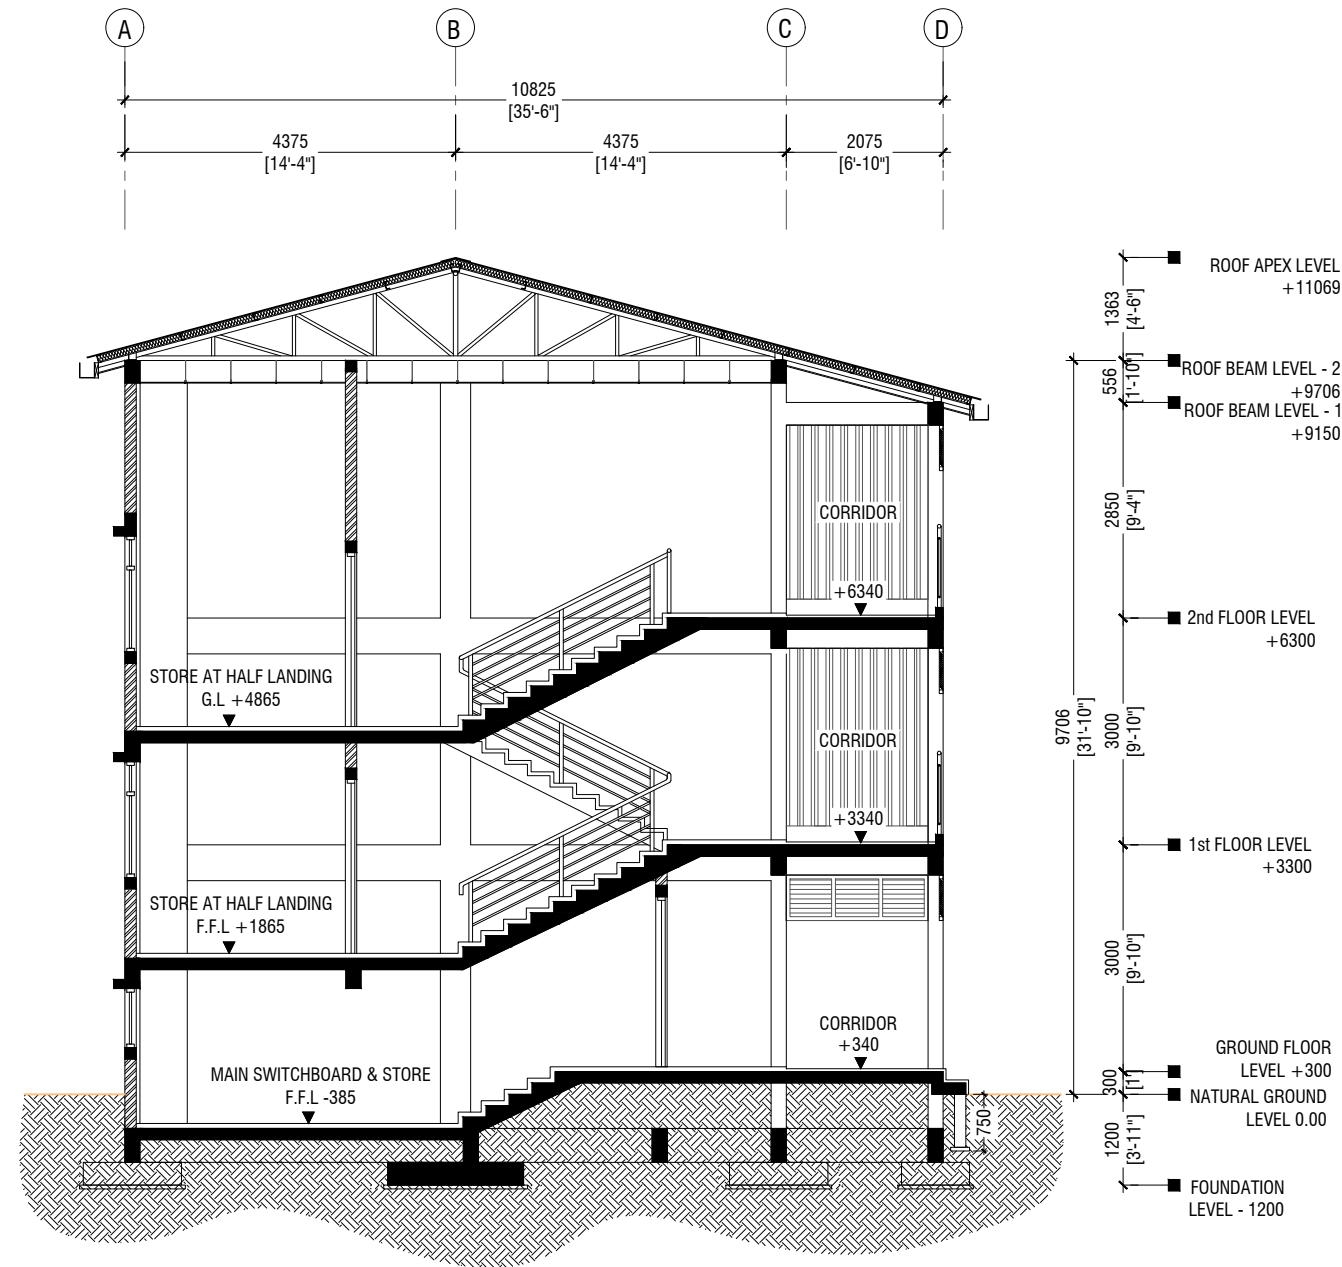 A
B
C
D
10825
[35'-6"]
4375
[14'-4"]
4375
[14'-4"]
2075
[6'-10"]
ROOF APEX LEVEL
+11069
1363
[4'-6"]
ROOF BEAM LEVEL - 2
+9706
556
[1'-10"]
ROOF BEAM LEVEL - 1
+9150
2850
[9'-4"]
CORRIDOR
+6340
2nd FLOOR LEVEL
+6300
STORE AT HALF LANDING
G.L +4865
9706
[31'-10"]
3000
[9'-10"]
CORRIDOR
+3340
1st FLOOR LEVEL
+3300
STORE AT HALF LANDING
F.F.L +1865
3000
[9'-10"]
CORRIDOR
+340
GROUND FLOOR
LEVEL +300
MAIN SWITCHBOARD & STORE
F.F.L -385
300
[1']
NATURAL GROUND
LEVEL 0.00
750
1200
[3'-11"]
FOUNDATION
LEVEL - 1200